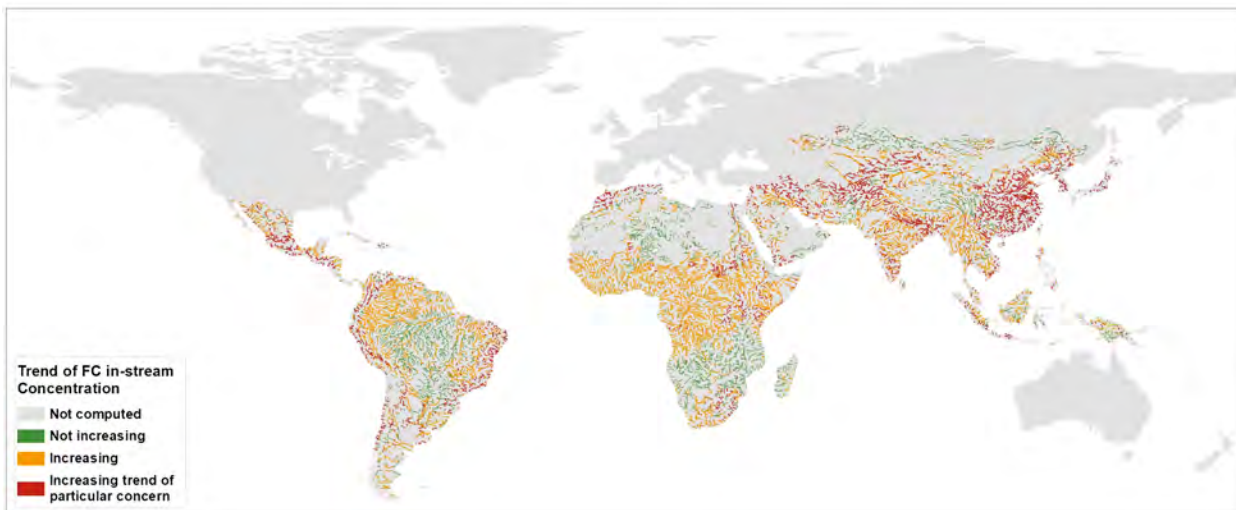 Trend of FC in-stream
Concentration
Not computed
Not increasing
Increasing
Increasing trend of
particular concern